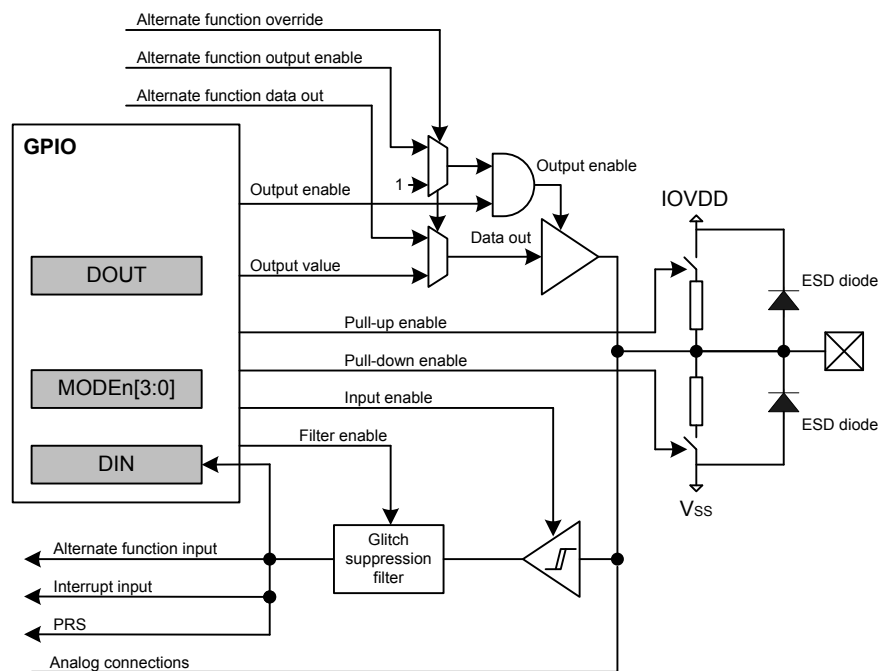 Alternate function override
Alternate function output enable
Alternate function data out
GPIO
1
Output enable
Output enable
IOVDD
Data out
DOUT
Output value
ESD diode
Pull-up enable
Pull-down enable
MODEn[3:0]
Input enable
ESD diode
Filter enable
DIN
VSS
Glitch
suppression
filter
Alternate function input
Interrupt input
PRS
Analog connections